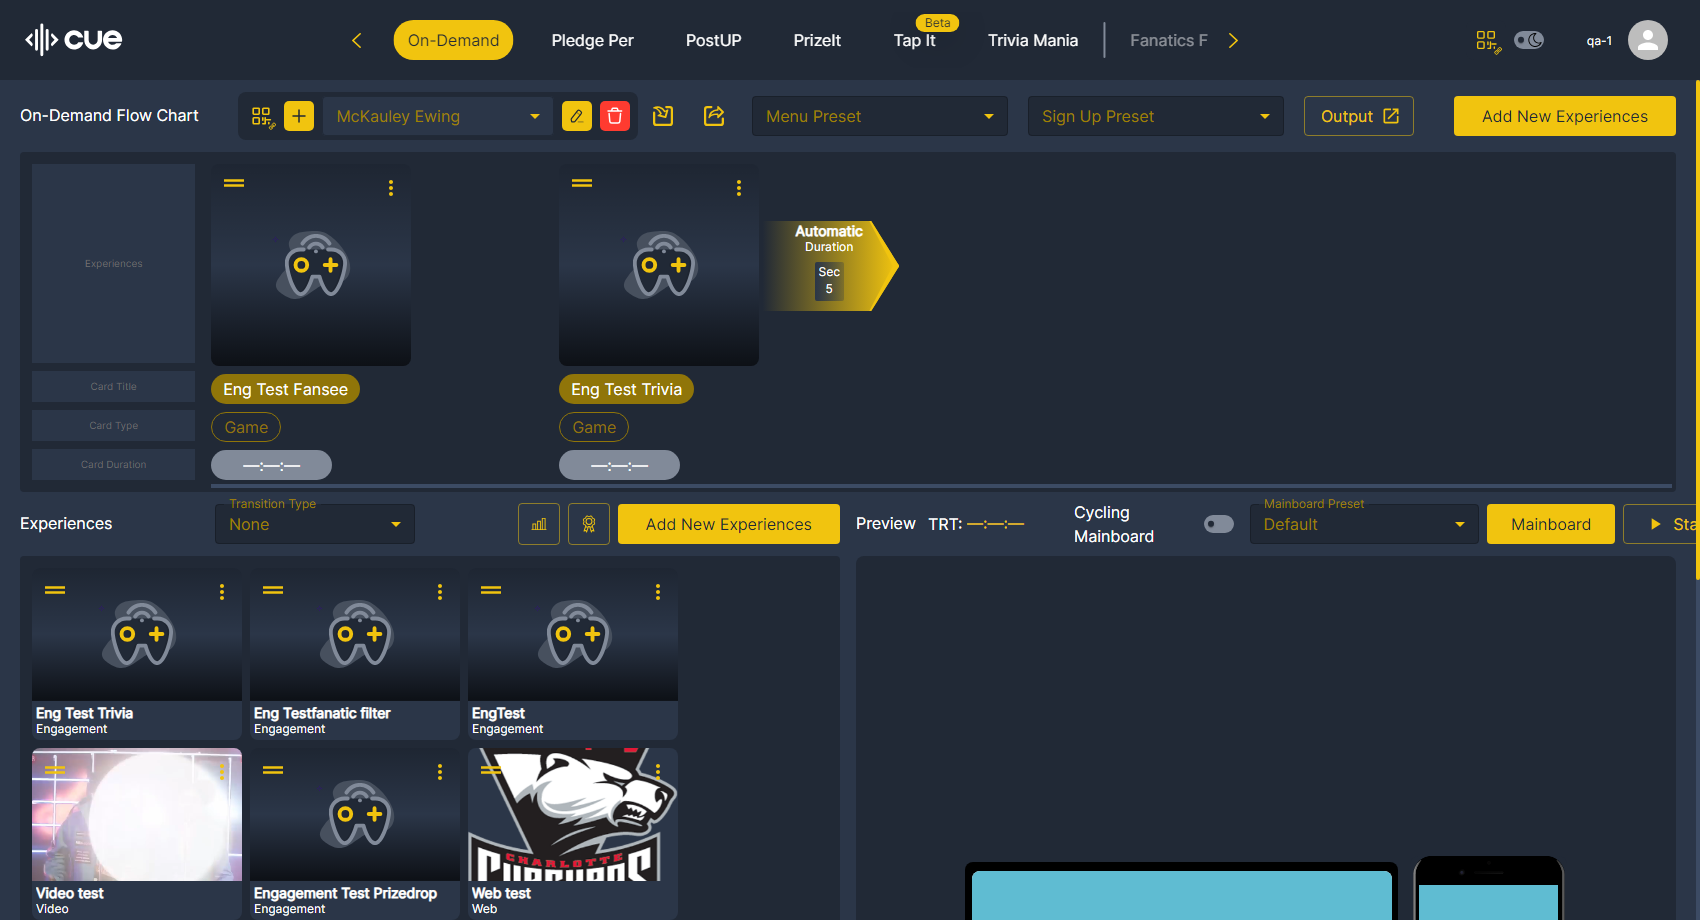 cue
On-Demand
Pledge Per
PostUP
PrizeIt
Beta
Tap It
Trivia Mania
Fanatics F
qa-1
On-Demand Flow Chart
McKauley Ewing
Menu Preset
Sign Up Preset
Output
Add New Experiences
Experiences
Automatic
Duration
Sec
5
Card Title
Eng Test Fansee
Eng Test Trivia
Card Type
Game
Game
Card Duration
—:—:—
—:—:—
Experiences
Transition Type
None
Add New Experiences
Preview
TRT: —:—:—
Cycling
Mainboard
Mainboard Preset
Default
Mainboard
Sta
Eng Test Trivia
Engagement
Eng Testfanatic filter
Engagement
EngTest
Engagement
CHARLOTTE
Video test
Video
Engagement Test Prizedrop
Engagement
Web test
Web